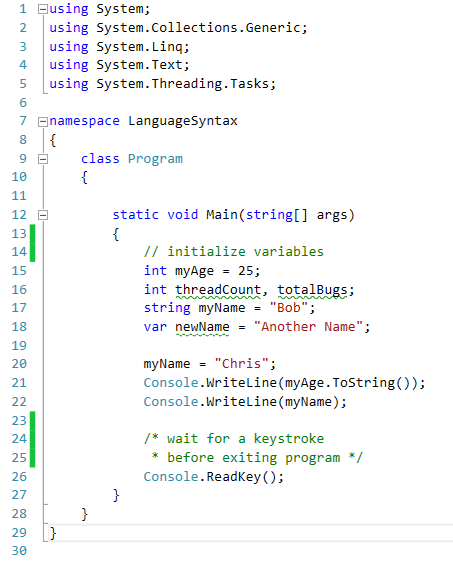 1 using System;
2 using System.Collections.Generic;
3 using System.Linq;
4 using System.Text;
5 using System.Threading.Tasks;
6
7 namespace LanguageSyntax
8 {
9     class Program
10     {
11
12         static void Main(string[] args)
13         {
14             // initialize variables
15             int myAge = 25;
16             int threadCount, totalBugs;
17             string myName = "Bob";
18             var newName = "Another Name";
19
20             myName = "Chris";
21             Console.WriteLine(myAge.ToString());
22             Console.WriteLine(myName);
23
24             /* wait for a keystroke
25              * before exiting program */
26             Console.ReadKey();
27         }
28     }
29 }
30